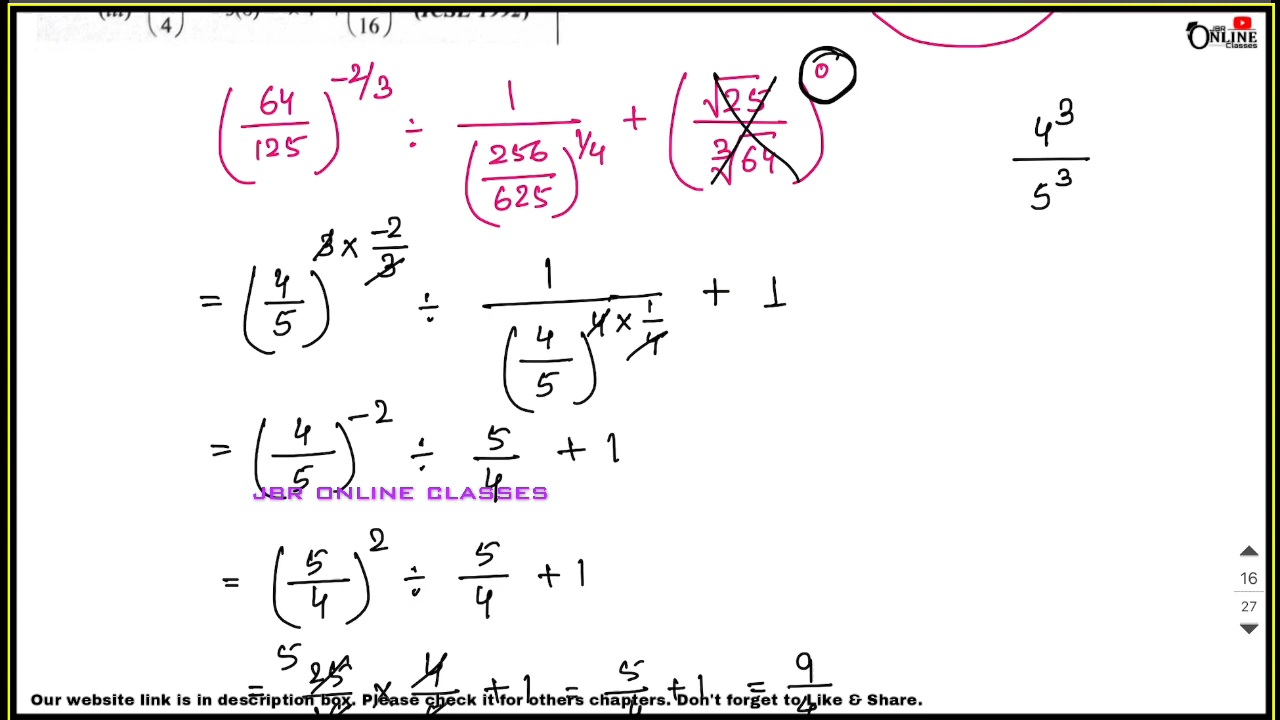 (iii) (/4) (/16) (ICSE 1992)
JBR
ONLINE
Classes
(64/125)^-2/3 ÷ 1/(256/625)^1/4 + (√25/∛64)^0
4^3/5^3
= (4/5)^3 × -2/3 ÷ 1/(4/5)^4 × 1/4 + 1
= (4/5)^-2 ÷ 5/4 + 1
JBR ONLINE CLASSES
= (5/4)^2 ÷ 5/4 + 1
16
27
5
= 25/ × 4/ + 1 = 5/4 + 1 = 9/4
Our website link is in description box. Please check it for others chapters. Don't forget to Like & Share.